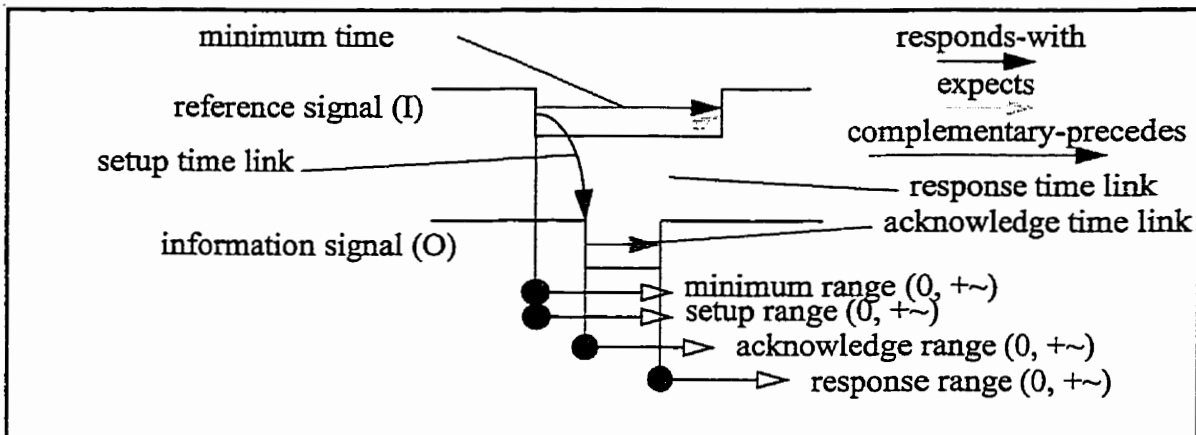 minimum time
responds-with
expects
reference signal (I)
complementary-precedes
setup time link
response time link
acknowledge time link
information signal (O)
minimum range (0, +~)
setup range (0, +~)
acknowledge range (0, +~)
response range (0, +~)